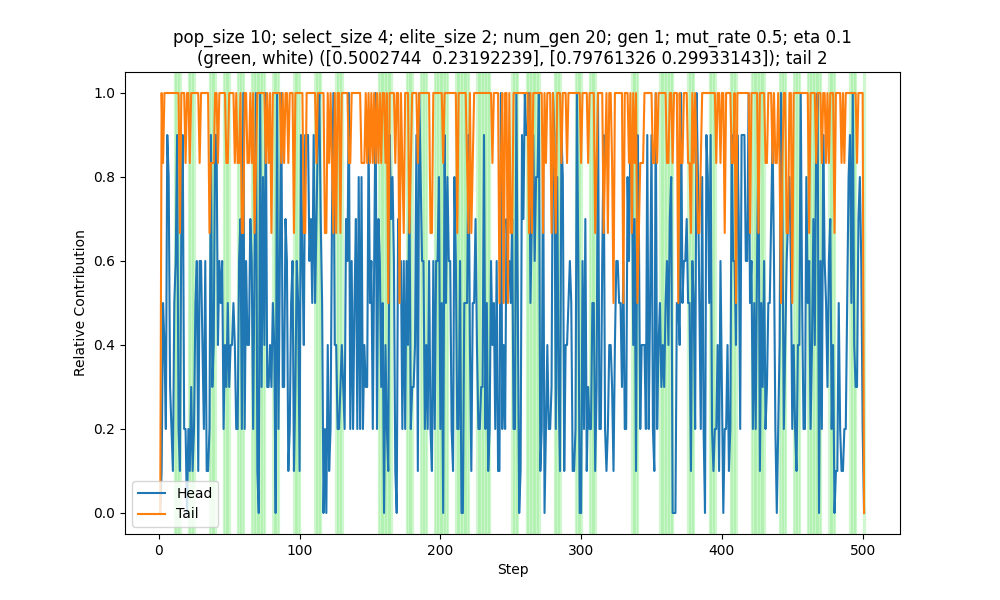 pop_size 10; select_size 4; elite_size 2; num_gen 20; gen 1; mut_rate 0.5; eta 0.1
(green, white) ([0.5002744  0.23192239], [0.79761326 0.29933143]); tail 2
Relative Contribution
1.0
0.8
0.6
0.4
0.2
0.0
Head
Tail
0
100
200
300
400
500
Step